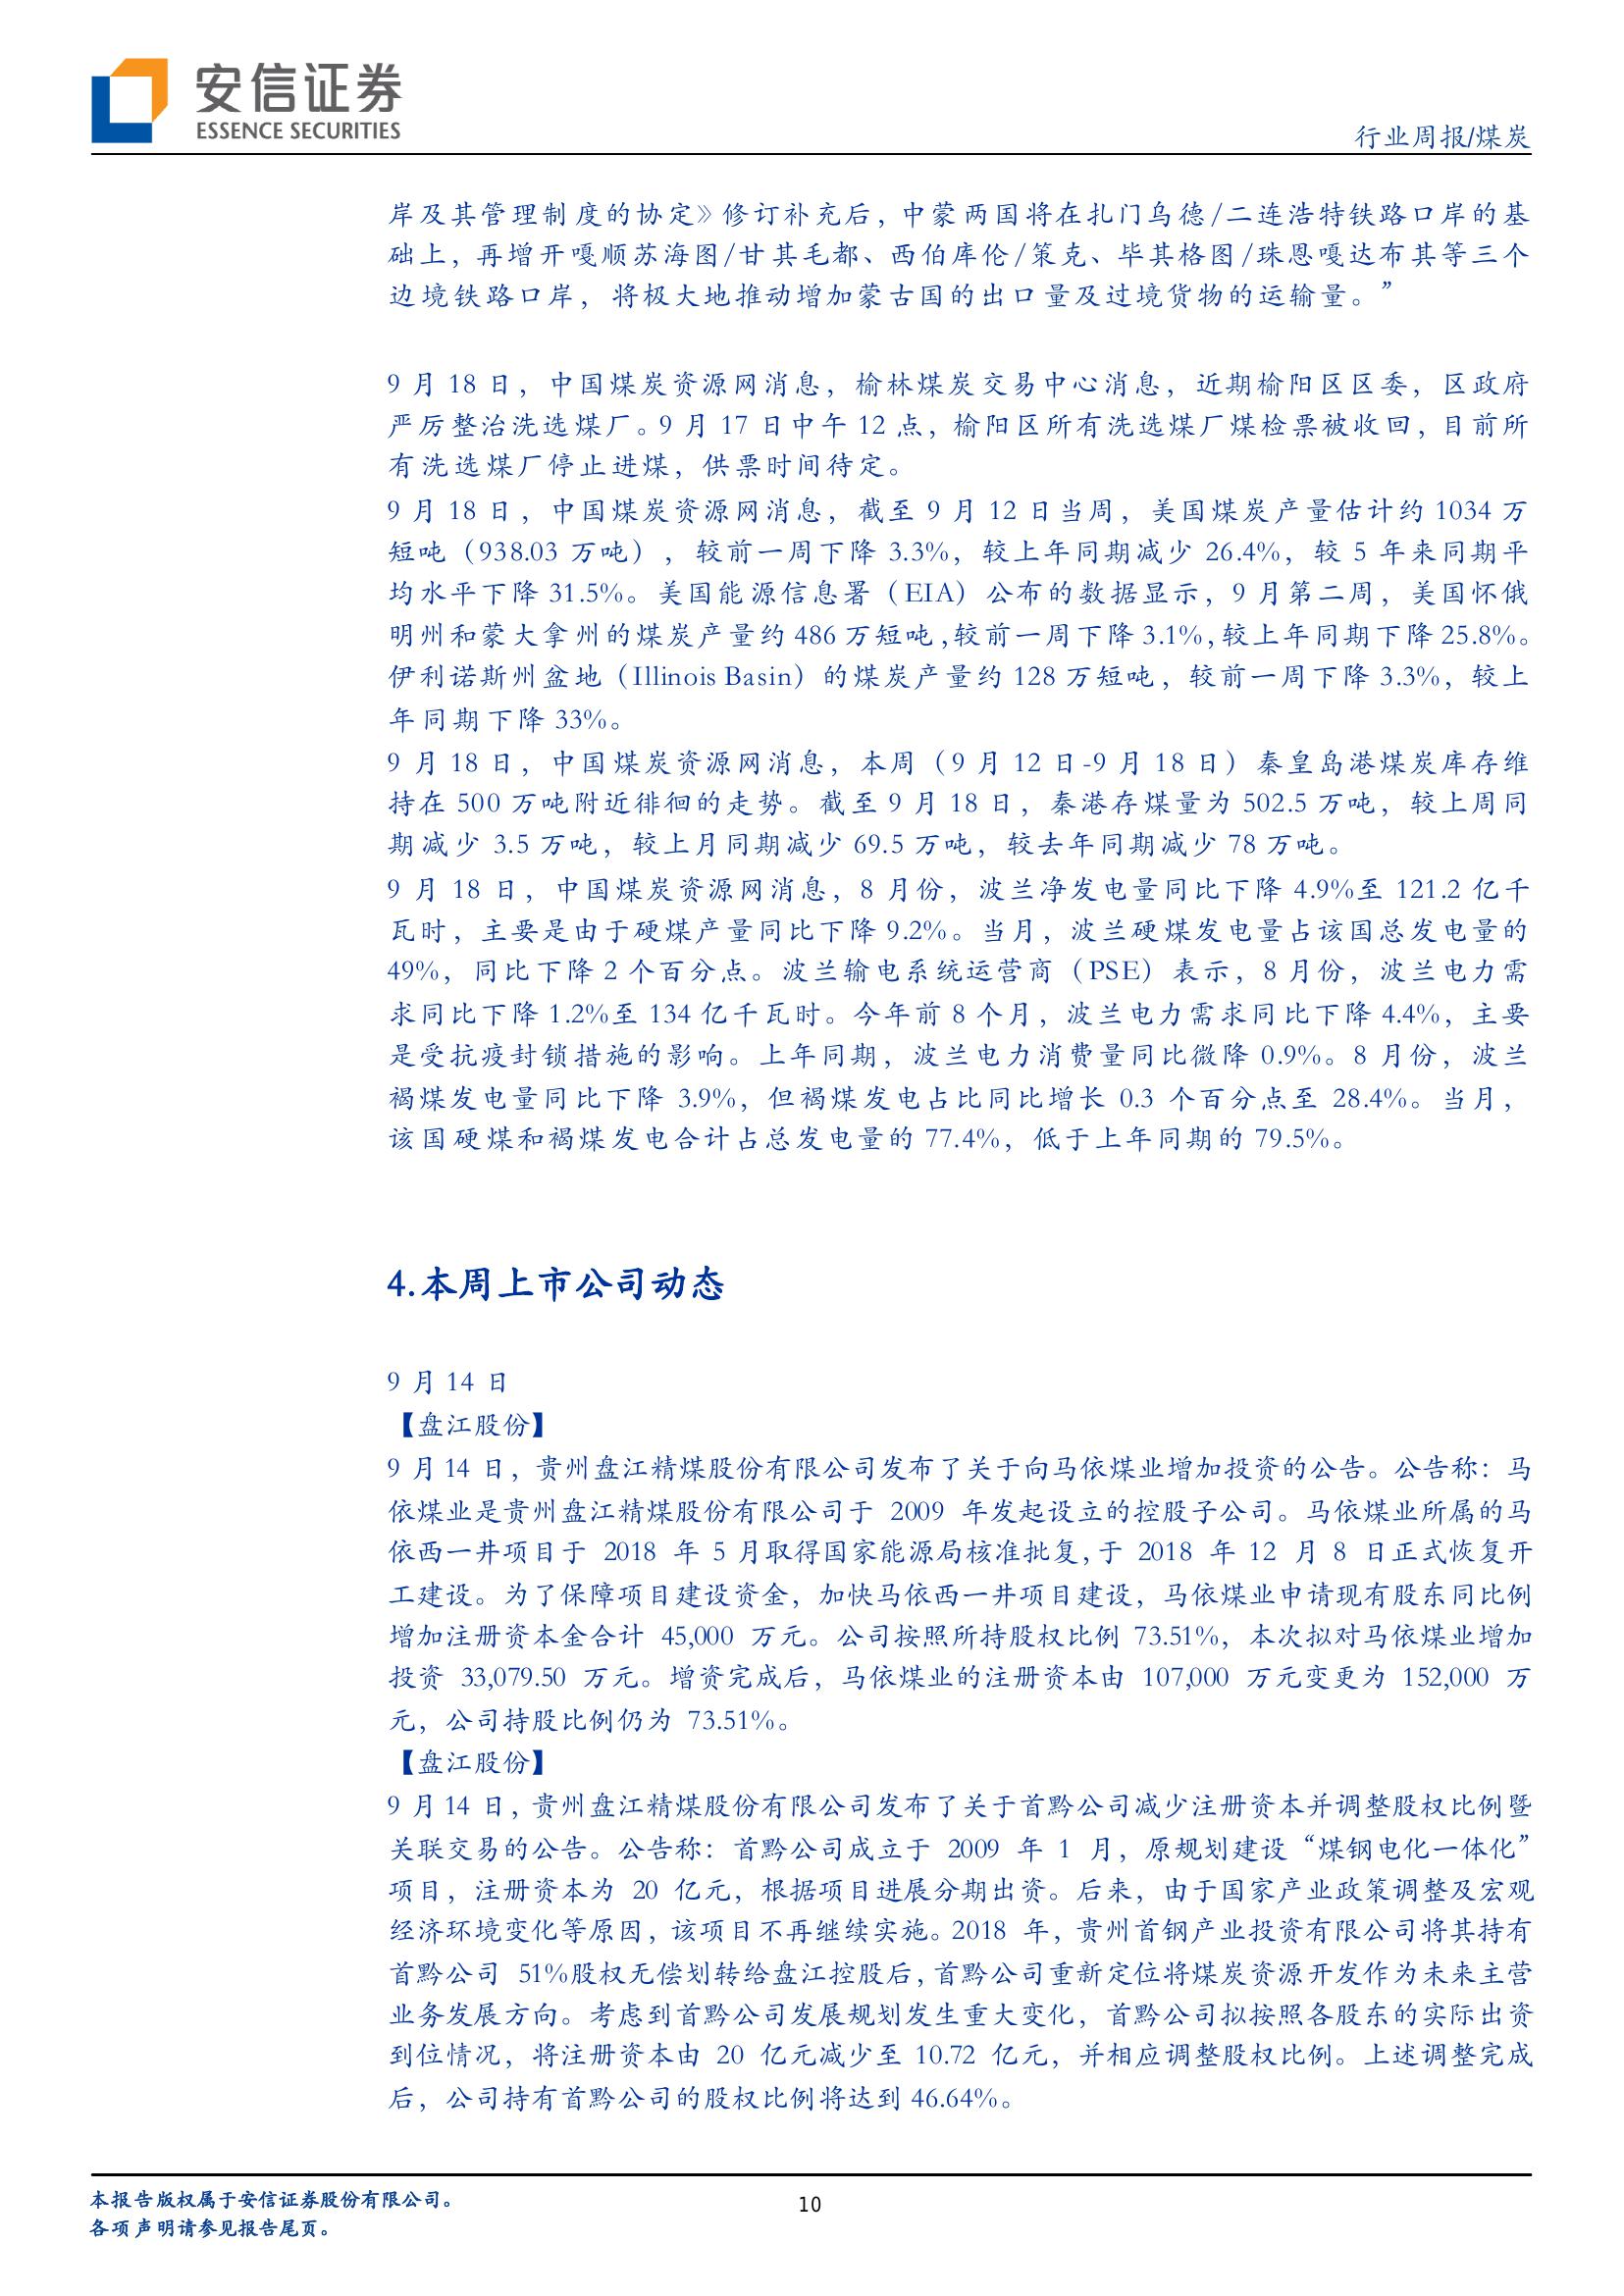 安信证券
ESSENCE SECURITIES
行业周报/煤炭
岸及其管理制度的协定》修订补充后，中蒙两国将在扎门乌德/二连浩特铁路口岸的基
础上，再增开嘎顺苏海图/甘其毛都、西伯库伦/策克、毕其格图/珠恩嘎达布其等三个
边境铁路口岸，将极大地推动增加蒙古国的出口量及过境货物的运输量。”
9 月 18 日，中国煤炭资源网消息，榆林煤炭交易中心消息，近期榆阳区区委，区政府
严厉整治洗选煤厂。9 月 17 日中午 12 点，榆阳区所有洗选煤厂煤检票被收回，目前所
有洗选煤厂停止进煤，供票时间待定。
9 月 18 日，中国煤炭资源网消息，截至 9 月 12 日当周，美国煤炭产量估计约 1034 万
短吨（938.03 万吨），较前一周下降 3.3%，较上年同期减少 26.4%，较 5 年来同期平
均水平下降 31.5%。美国能源信息署（EIA）公布的数据显示，9 月第二周，美国怀俄
明州和蒙大拿州的煤炭产量约 486 万短吨，较前一周下降 3.1%，较上年同期下降 25.8%。
伊利诺斯州盆地（Illinois Basin）的煤炭产量约 128 万短吨，较前一周下降 3.3%，较上
年同期下降 33%。
9 月 18 日，中国煤炭资源网消息，本周（9 月 12 日-9 月 18 日）秦皇岛港煤炭库存维
持在 500 万吨附近徘徊的走势。截至 9 月 18 日，秦港存煤量为 502.5 万吨，较上周同
期减少 3.5 万吨，较上月同期减少 69.5 万吨，较去年同期减少 78 万吨。
9 月 18 日，中国煤炭资源网消息，8 月份，波兰净发电量同比下降 4.9%至 121.2 亿千
瓦时，主要是由于硬煤产量同比下降 9.2%。当月，波兰硬煤发电量占该国总发电量的
49%，同比下降 2 个百分点。波兰输电系统运营商（PSE）表示，8 月份，波兰电力需
求同比下降 1.2%至 134 亿千瓦时。今年前 8 个月，波兰电力需求同比下降 4.4%，主要
是受抗疫封锁措施的影响。上年同期，波兰电力消费量同比微降 0.9%。8 月份，波兰
褐煤发电量同比下降 3.9%，但褐煤发电占比同比增长 0.3 个百分点至 28.4%。当月，
该国硬煤和褐煤发电合计占总发电量的 77.4%，低于上年同期的 79.5%。
4.本周上市公司动态
9 月 14 日
【盘江股份】
9 月 14 日，贵州盘江精煤股份有限公司发布了关于向马依煤业增加投资的公告。公告称：马
依煤业是贵州盘江精煤股份有限公司于 2009 年发起设立的控股子公司。马依煤业所属的马
依西一井项目于 2018 年 5 月取得国家能源局核准批复，于 2018 年 12 月 8 日正式恢复开
工建设。为了保障项目建设资金，加快马依西一井项目建设，马依煤业申请现有股东同比例
增加注册资本金合计 45,000 万元。公司按照所持股权比例 73.51%，本次拟对马依煤业增加
投资 33,079.50 万元。增资完成后，马依煤业的注册资本由 107,000 万元变更为 152,000 万
元，公司持股比例仍为 73.51%。
【盘江股份】
9 月 14 日，贵州盘江精煤股份有限公司发布了关于首黔公司减少注册资本并调整股权比例暨
关联交易的公告。公告称：首黔公司成立于 2009 年 1 月，原规划建设“煤钢电化一体化”
项目，注册资本为 20 亿元，根据项目进展分期出资。后来，由于国家产业政策调整及宏观
经济环境变化等原因，该项目不再继续实施。2018 年，贵州首钢产业投资有限公司将其持有
首黔公司 51%股权无偿划转给盘江控股后，首黔公司重新定位将煤炭资源开发作为未来主营
业务发展方向。考虑到首黔公司发展规划发生重大变化，首黔公司拟按照各股东的实际出资
到位情况，将注册资本由 20 亿元减少至 10.72 亿元，并相应调整股权比例。上述调整完成
后，公司持有首黔公司的股权比例将达到 46.64%。
本报告版权属于安信证券股份有限公司。
各项声明请参见报告尾页。
10